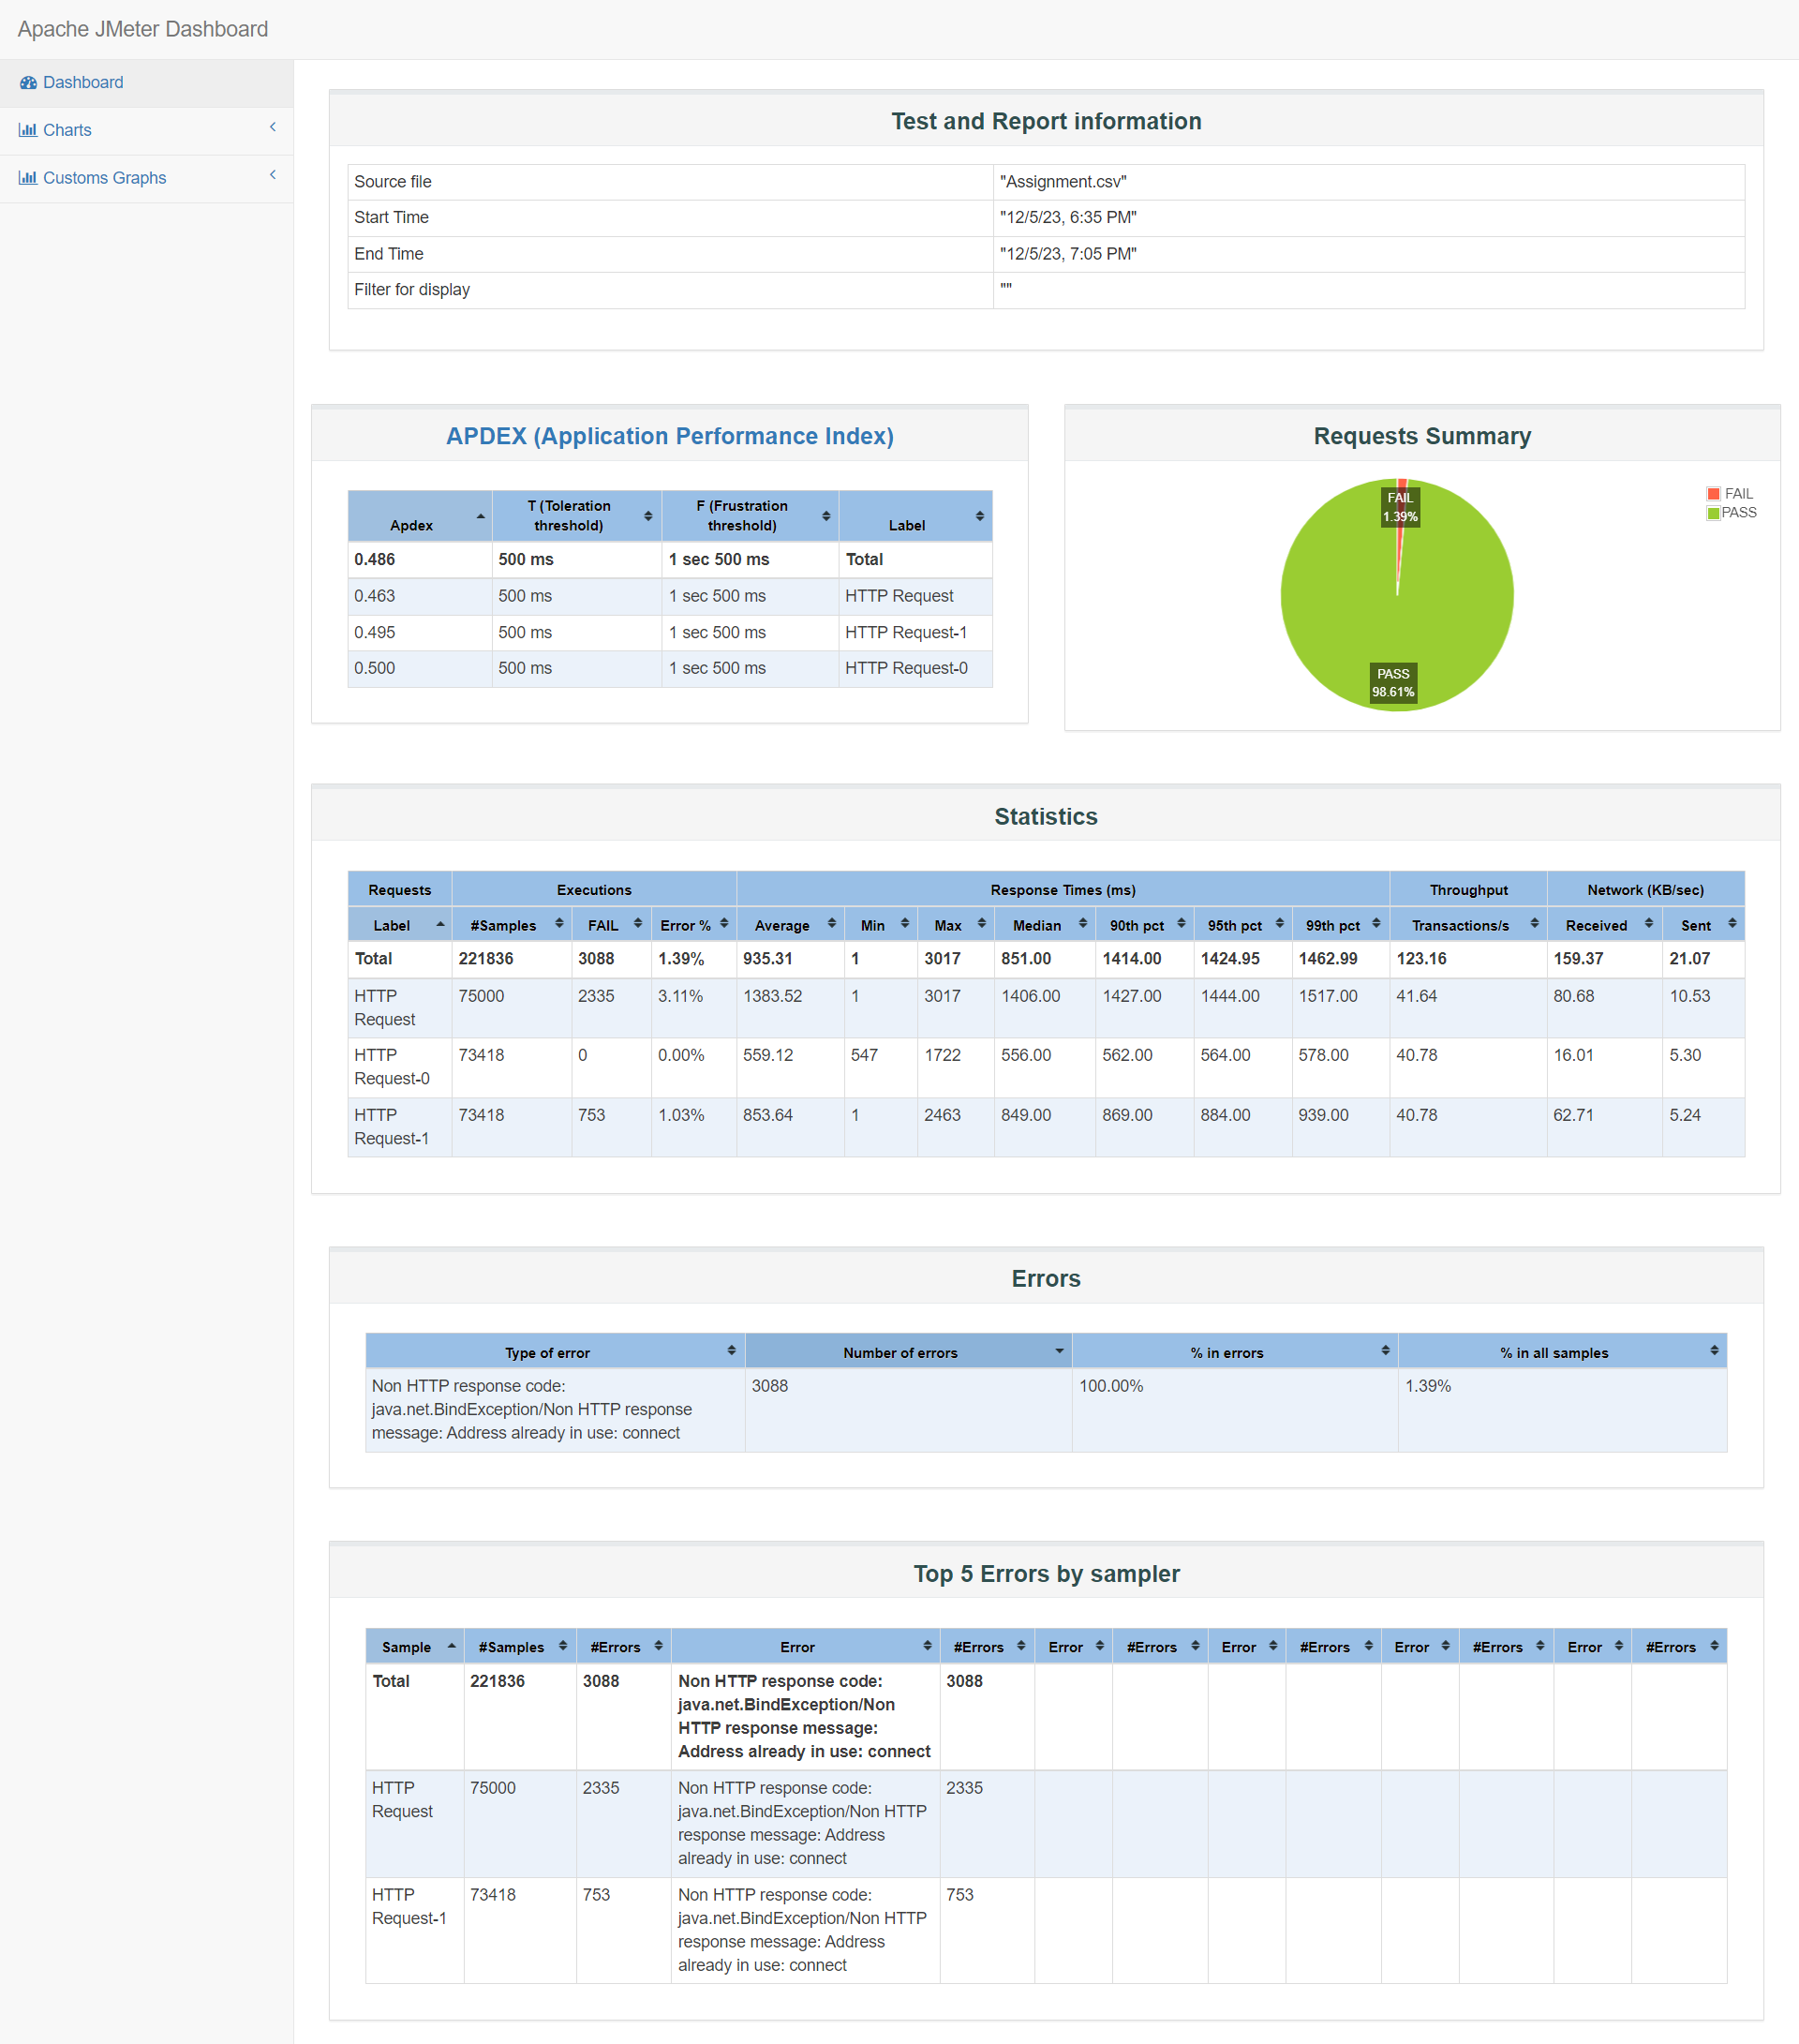 Apache JMeter Dashboard
Dashboard
Charts
Customs Graphs
Test and Report information
Source file "Assignment.csv"
Start Time "12/5/23, 6:35 PM"
End Time "12/5/23, 7:05 PM"
Filter for display ""
APDEX (Application Performance Index)
Apdex T (Toleration threshold) F (Frustration threshold) Label
0.486 500 ms 1 sec 500 ms Total
0.463 500 ms 1 sec 500 ms HTTP Request
0.495 500 ms 1 sec 500 ms HTTP Request-1
0.500 500 ms 1 sec 500 ms HTTP Request-0
Requests Summary
FAIL
1.39%
PASS
98.61%
FAIL
PASS
Statistics
Requests Executions Response Times (ms) Throughput Network (KB/sec)
Label #Samples FAIL Error % Average Min Max Median 90th pct 95th pct 99th pct Transactions/s Received Sent
Total 221836 3088 1.39% 935.31 1 3017 851.00 1414.00 1424.95 1462.99 123.16 159.37 21.07
HTTP Request 75000 2335 3.11% 1383.52 1 3017 1406.00 1427.00 1444.00 1517.00 41.64 80.68 10.53
HTTP Request-0 73418 0 0.00% 559.12 547 1722 556.00 562.00 564.00 578.00 40.78 16.01 5.30
HTTP Request-1 73418 753 1.03% 853.64 1 2463 849.00 869.00 884.00 939.00 40.78 62.71 5.24
Errors
Type of error Number of errors % in errors % in all samples
Non HTTP response code: 3088 100.00% 1.39%
java.net.BindException/Non HTTP response
message: Address already in use: connect
Top 5 Errors by sampler
Sample #Samples #Errors Error #Errors Error #Errors Error #Errors Error #Errors Error #Errors
Total 221836 3088 Non HTTP response code: 3088
java.net.BindException/Non
HTTP response message:
Address already in use: connect
HTTP Request 75000 2335 Non HTTP response code: 2335
java.net.BindException/Non HTTP
response message: Address
already in use: connect
HTTP Request-1 73418 753 Non HTTP response code: 753
java.net.BindException/Non HTTP
response message: Address
already in use: connect